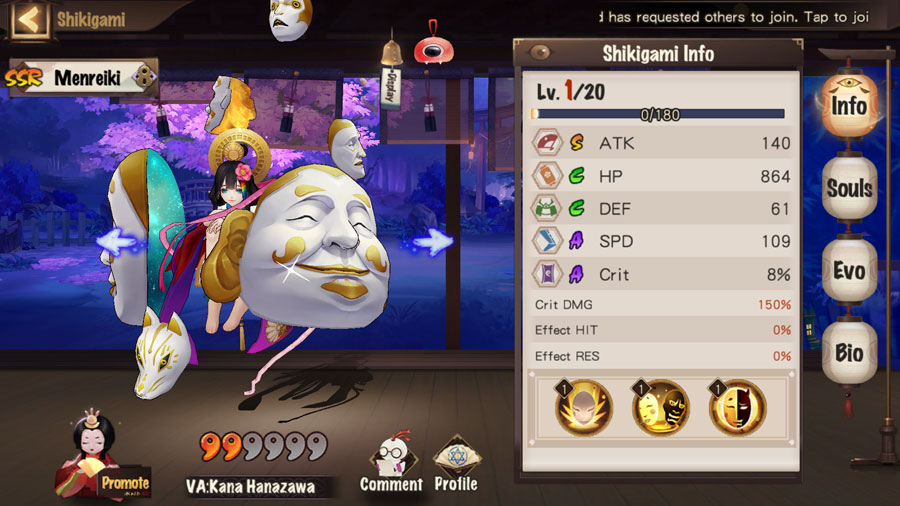 Shikigami
d has requested others to join. Tap to joi
SSR Menreiki
Display
Shikigami Info
Lv. 1/20
0/180
S ATK 140
C HP 864
C DEF 61
A SPD 109
A Crit 8%
Crit DMG 150%
Effect HIT 0%
Effect RES 0%
1 1 1
Info
Souls
Evo
Bio
Promote
999999
VA:Kana Hanazawa
Comment
Profile